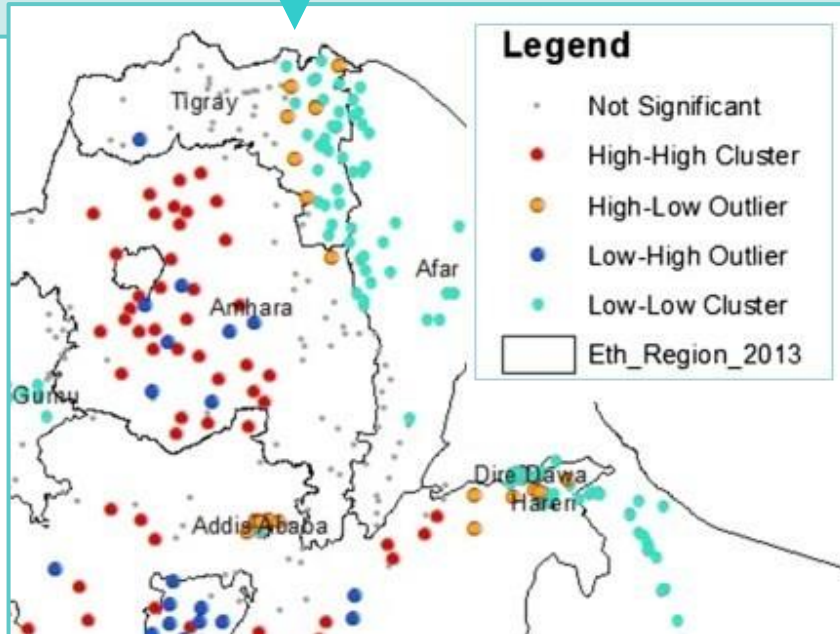 Legend
Not Significant
High-High Cluster
High-Low Outlier
Low-High Outlier
Low-Low Cluster
Eth_Region_2013
Tigray
Afar
Amhara
Gumu
Dire Dawa
Hareri
Addis Ababa